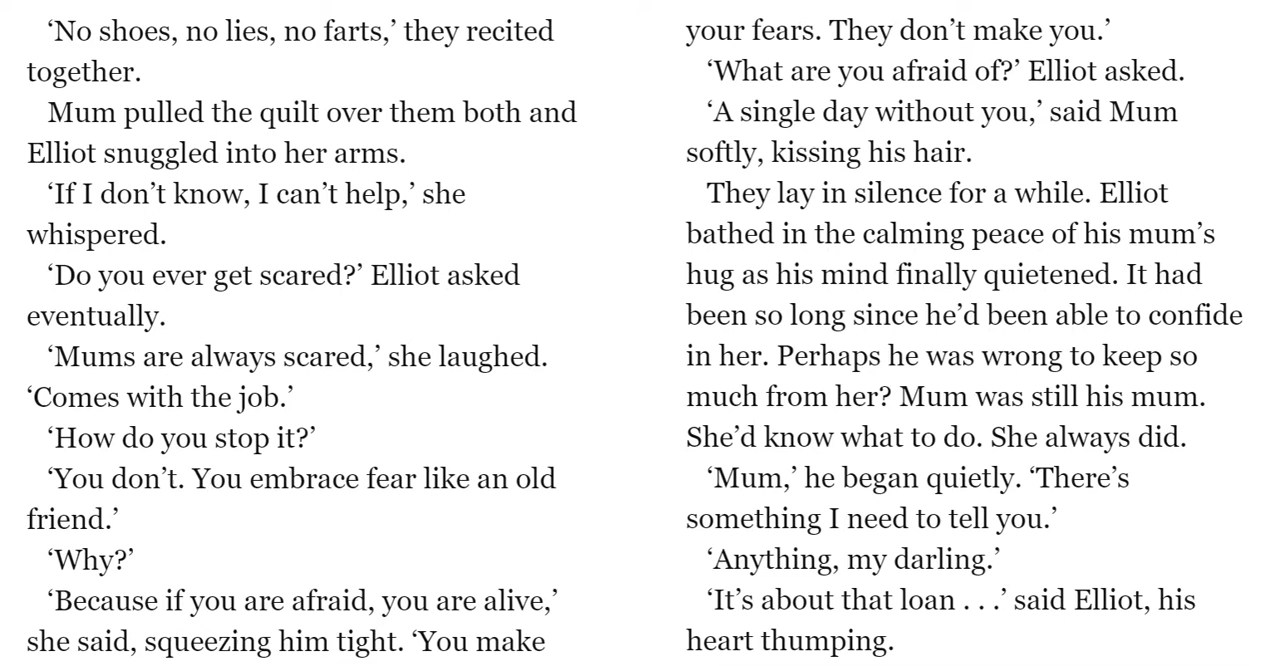 ‘No shoes, no lies, no farts,’ they recited
together.
Mum pulled the quilt over them both and
Elliot snuggled into her arms.
‘If I don’t know, I can’t help,’ she
whispered.
‘Do you ever get scared?’ Elliot asked
eventually.
‘Mums are always scared,’ she laughed.
‘Comes with the job.’
‘How do you stop it?’
‘You don’t. You embrace fear like an old
friend.’
‘Why?’
‘Because if you are afraid, you are alive,’
she said, squeezing him tight. ‘You make
your fears. They don’t make you.’
‘What are you afraid of?’ Elliot asked.
‘A single day without you,’ said Mum
softly, kissing his hair.
They lay in silence for a while. Elliot
bathed in the calming peace of his mum’s
hug as his mind finally quietened. It had
been so long since he’d been able to confide
in her. Perhaps he was wrong to keep so
much from her? Mum was still his mum.
She’d know what to do. She always did.
‘Mum,’ he began quietly. ‘There’s
something I need to tell you.’
‘Anything, my darling.’
‘It’s about that loan . . .’ said Elliot, his
heart thumping.